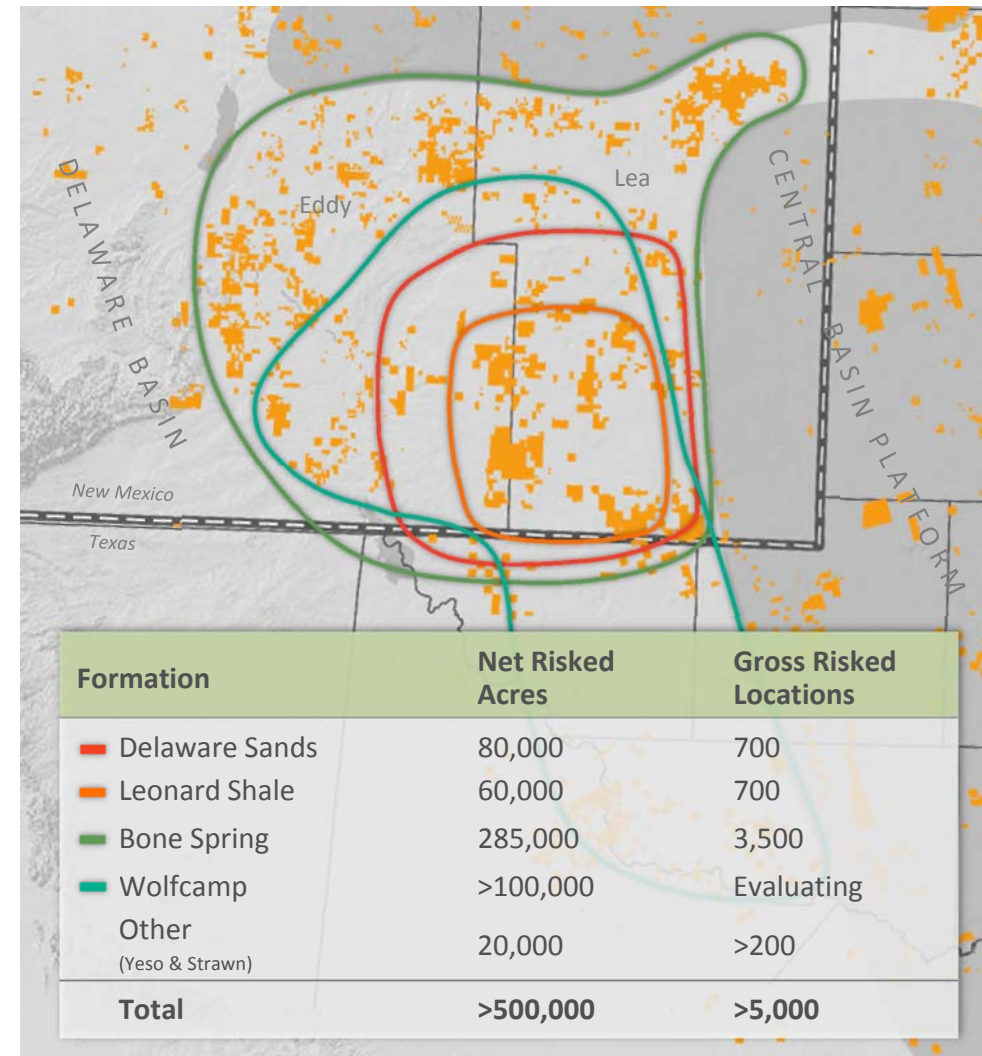 Lea
Eddy
DELAWARE BASIN
CENTRAL BASIN PLATFORM
New Mexico
Texas
Formation
Net Risked
Acres
Gross Risked
Locations
Delaware Sands 80,000 700
Leonard Shale 60,000 700
Bone Spring 285,000 3,500
Wolfcamp >100,000 Evaluating
Other
(Yeso & Strawn) 20,000 >200
Total >500,000 >5,000